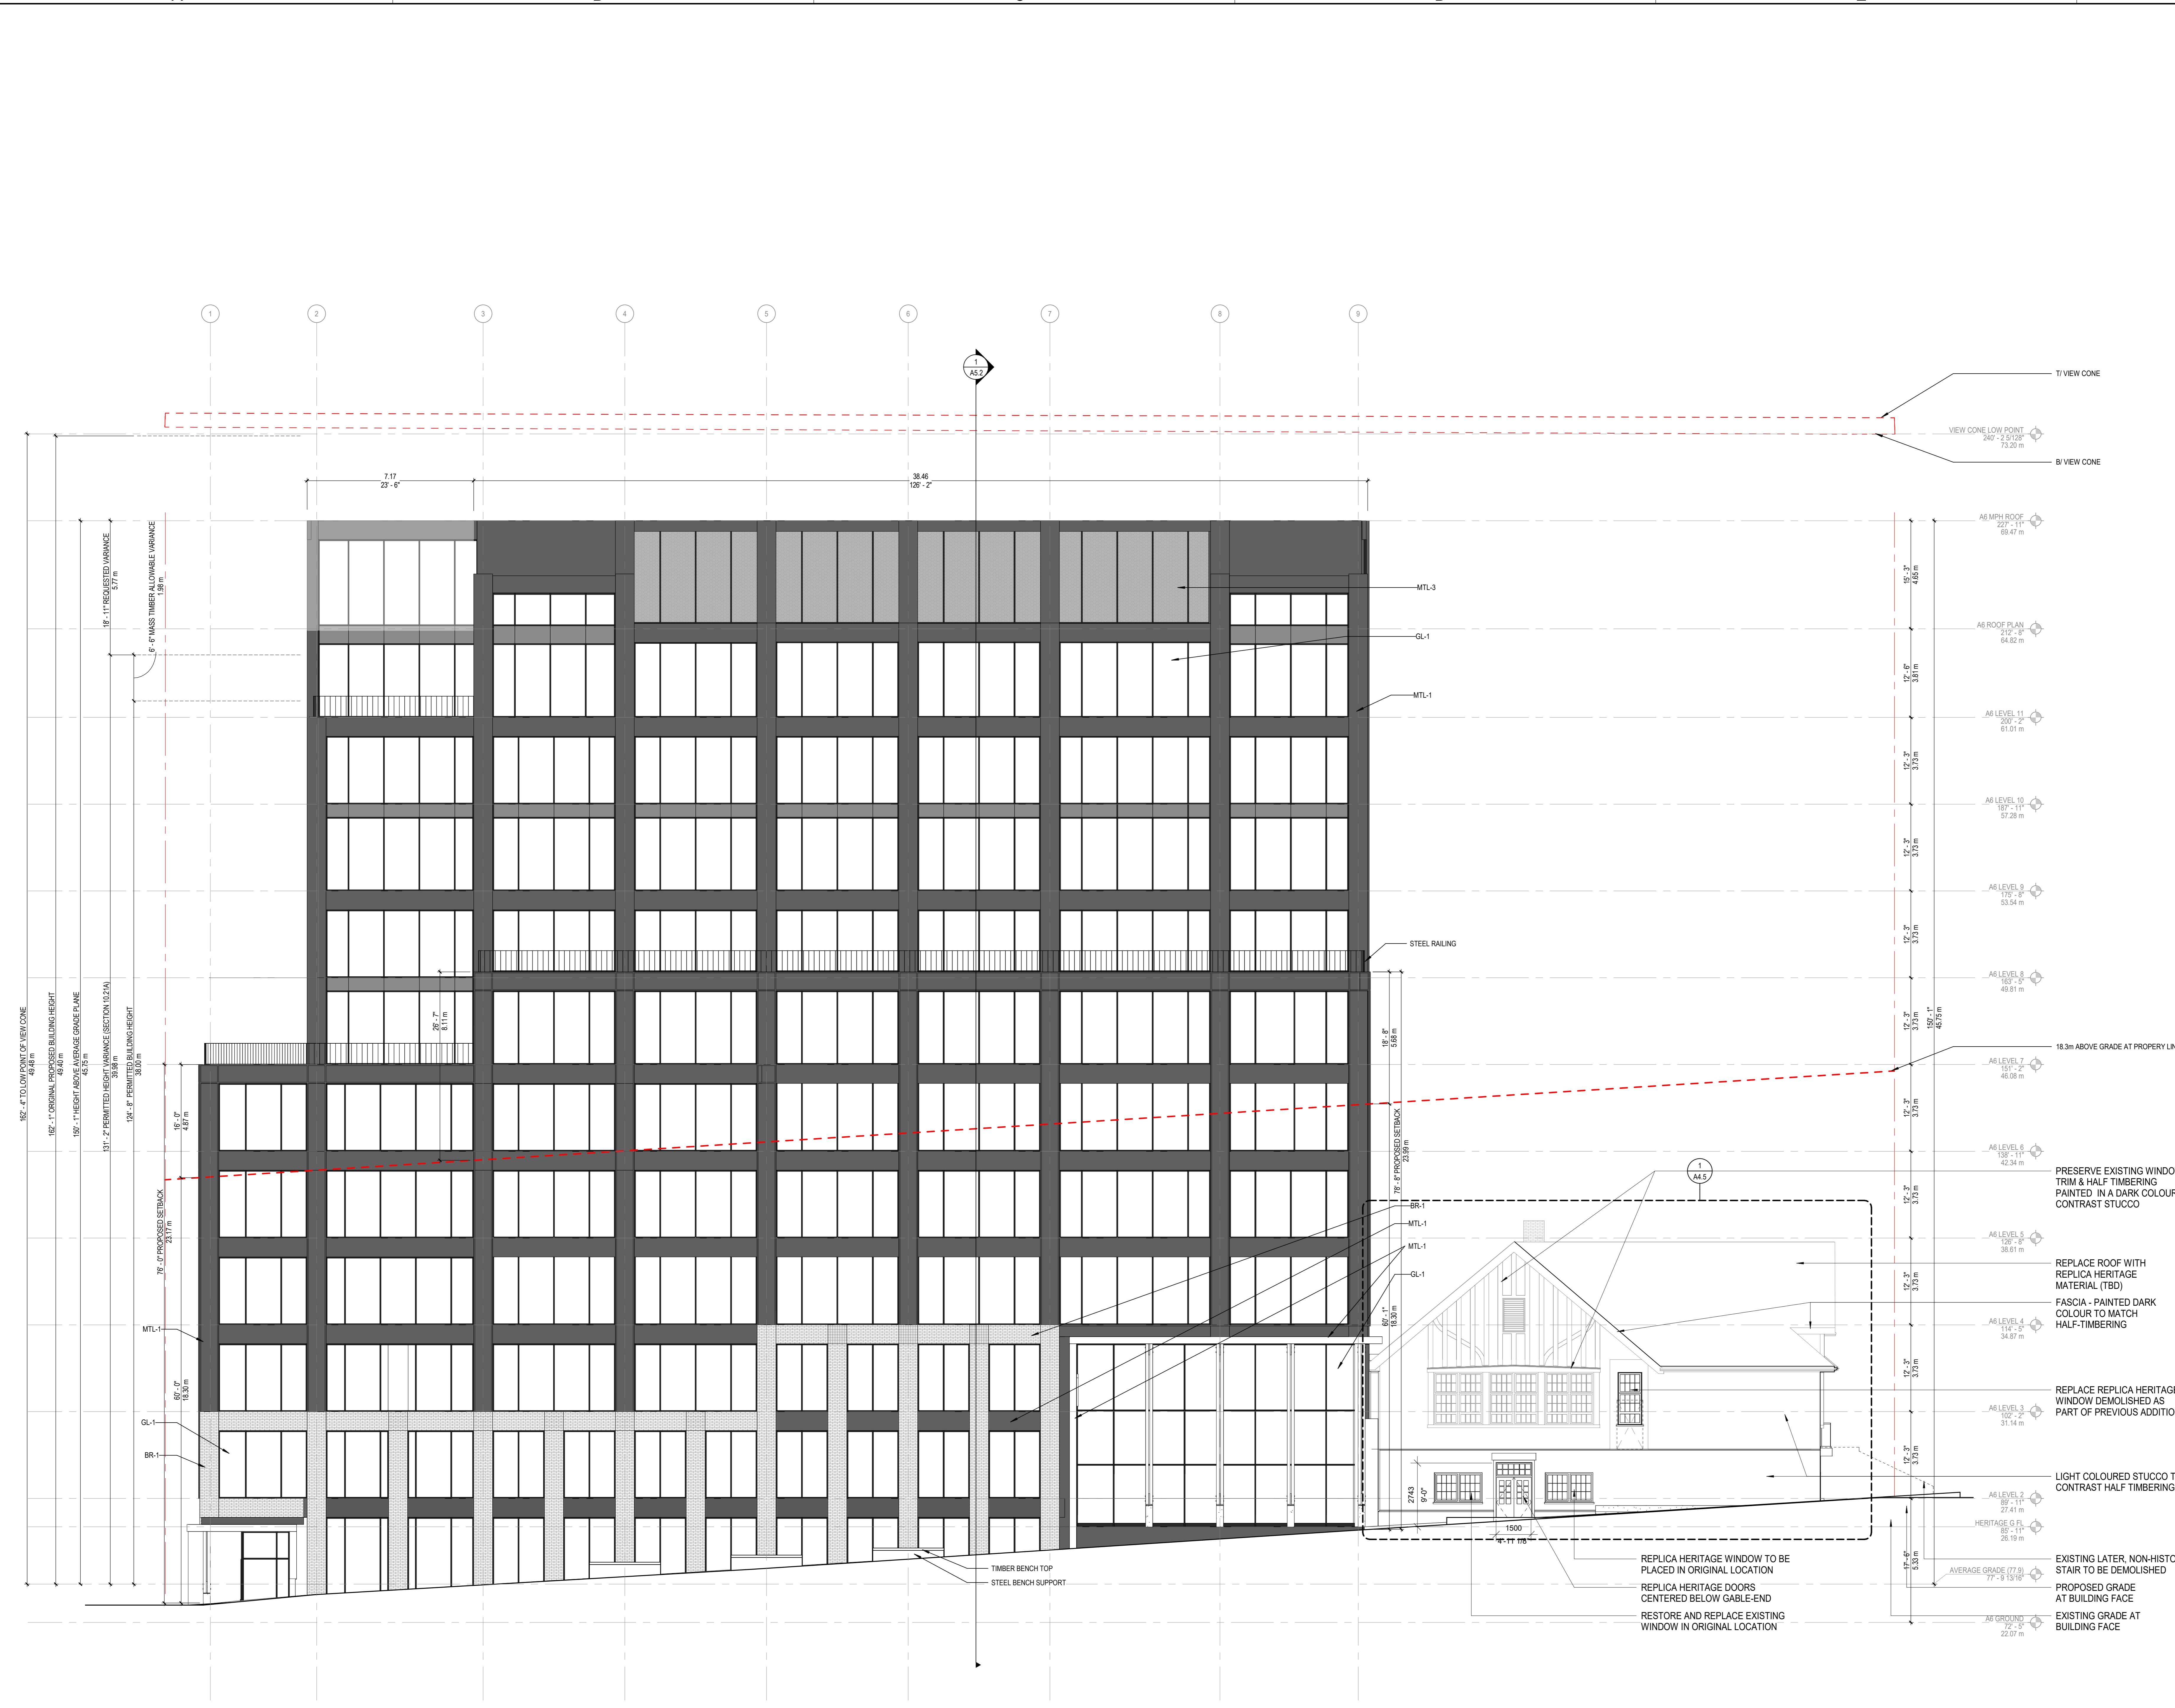 1
2
3
4
5
6
7
8
9
1
A5.2
T/ VIEW CONE
VIEW CONE LOW POINT
240' - 2 5/128"
73.20 m
B/ VIEW CONE
7.17
23' - 6"
38.46
126' - 2"
A6 MPH ROOF
227' - 11"
69.47 m
18' - 11" REQUESTED VARIANCE
5.77 m
6' - 6" MASS TIMBER ALLOWABLE VARIANCE
1.98 m
15' - 3"
4.65 m
MTL-3
A6 ROOF PLAN
212' - 8"
64.82 m
GL-1
12' - 6"
3.81 m
MTL-1
A6 LEVEL 11
200' - 2"
61.01 m
12' - 3"
3.73 m
A6 LEVEL 10
187' - 11"
57.28 m
12' - 3"
3.73 m
A6 LEVEL 9
175' - 8"
53.54 m
12' - 3"
3.73 m
STEEL RAILING
A6 LEVEL 8
163' - 5"
49.81 m
162' - 4" TO LOW POINT OF VIEW CONE
49.48 m
162' - 1" ORIGINAL PROPOSED BUILDING HEIGHT
49.40 m
150' - 1" HEIGHT ABOVE AVERAGE GRADE PLANE
45.75 m
131' - 2" PERMITTED HEIGHT VARIANCE (SECTION 10.21A)
39.98 m
124' - 8" PERMITTED BUILDING HEIGHT
38.00 m
26' - 7"
8.11 m
18' - 8"
5.68 m
12' - 3"
3.73 m
150' - 1"
45.75 m
18.3m ABOVE GRADE AT PROPERY LIN
A6 LEVEL 7
151' - 2"
46.08 m
16' - 0"
4.87 m
12' - 3"
3.73 m
A6 LEVEL 6
138' - 11"
42.34 m
76' - 0" PROPOSED SETBACK
23.17 m
78' - 8" PROPOSED SETBACK
23.99 m
1
A4.5
12' - 3"
3.73 m
PRESERVE EXISTING WINDO
TRIM & HALF TIMBERING
PAINTED IN A DARK COLOUR
CONTRAST STUCCO
BR-1
MTL-1
MTL-1
GL-1
A6 LEVEL 5
126' - 8"
38.61 m
REPLACE ROOF WITH
REPLICA HERITAGE
MATERIAL (TBD)
12' - 3"
3.73 m
FASCIA - PAINTED DARK
COLOUR TO MATCH
HALF-TIMBERING
MTL-1
60' - 1"
18.30 m
A6 LEVEL 4
114' - 5"
34.87 m
60' - 0"
18.30 m
12' - 3"
3.73 m
REPLACE REPLICA HERITAGE
WINDOW DEMOLISHED AS
PART OF PREVIOUS ADDITIO
A6 LEVEL 3
102' - 2"
31.14 m
GL-1
BR-1
12' - 3"
3.73 m
LIGHT COLOURED STUCCO T
CONTRAST HALF TIMBERING
2743
9'-0"
A6 LEVEL 2
89' - 11"
27.41 m
HERITAGE G FL
85' - 11"
26.19 m
1500
4'-11 1/8"
17' - 6"
5.33 m
TIMBER BENCH TOP
STEEL BENCH SUPPORT
REPLICA HERITAGE WINDOW TO BE
PLACED IN ORIGINAL LOCATION
REPLICA HERITAGE DOORS
CENTERED BELOW GABLE-END
RESTORE AND REPLACE EXISTING
WINDOW IN ORIGINAL LOCATION
EXISTING LATER, NON-HISTO
STAIR TO BE DEMOLISHED
AVERAGE GRADE (77.9)
77' - 9 13/16"
PROPOSED GRADE
AT BUILDING FACE
A6 GROUND
72' - 5"
22.07 m
EXISTING GRADE AT
BUILDING FACE